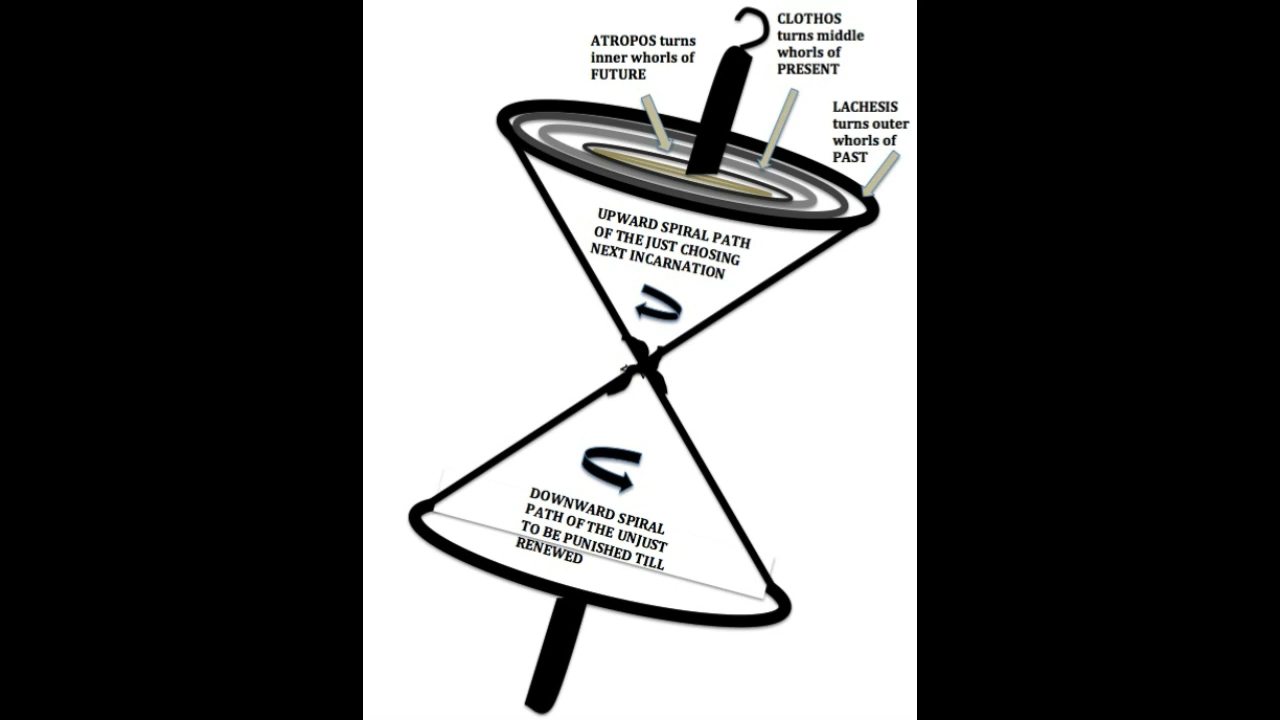 ATROPOS turns
inner whorls of
FUTURE
CLOTHOS
turns middle
whorls of
PRESENT
LACHESIS
turns outer
whorls of
PAST
UPWARD SPIRAL PATH
OF THE JUST CHOSING
NEXT INCARNATION
DOWNWARD SPIRAL
PATH OF THE UNJUST
TO BE PUNISHED TILL
RENEWED